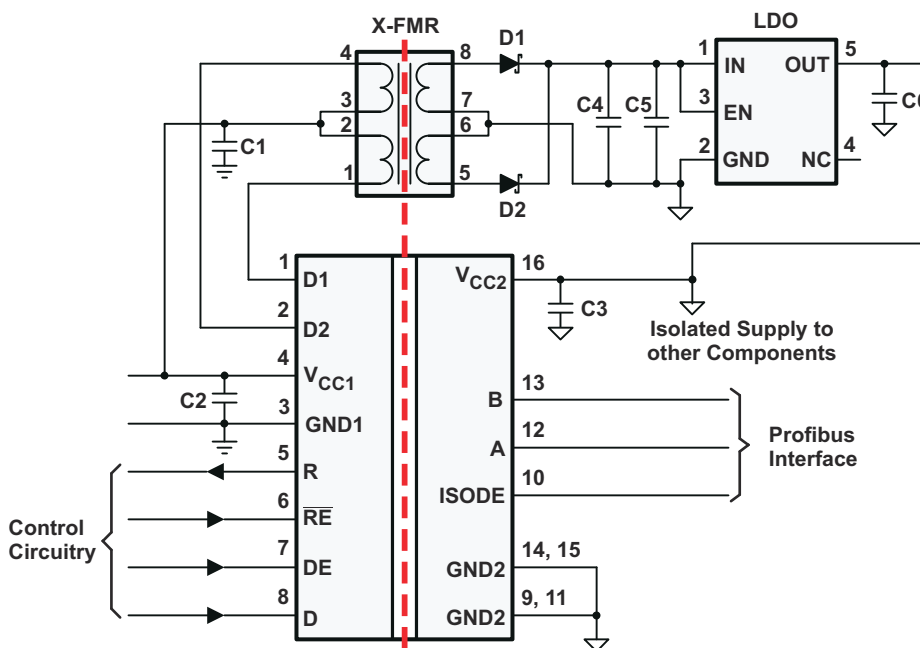 X-FMR
LDO
4
8
D1
1
IN
OUT
5
3
7
C4
C5
3
EN
2
6
C1
2
GND
NC
4
1
5
D2
1
D1
VCC2
16
2
D2
C3
Isolated Supply to
other Components
4
VCC1
13
B
C2
3
GND1
12
A
Profibus
Interface
5
R
10
ISODE
Control
Circuitry
6
RE
7
DE
14, 15
GND2
8
D
9, 11
GND2